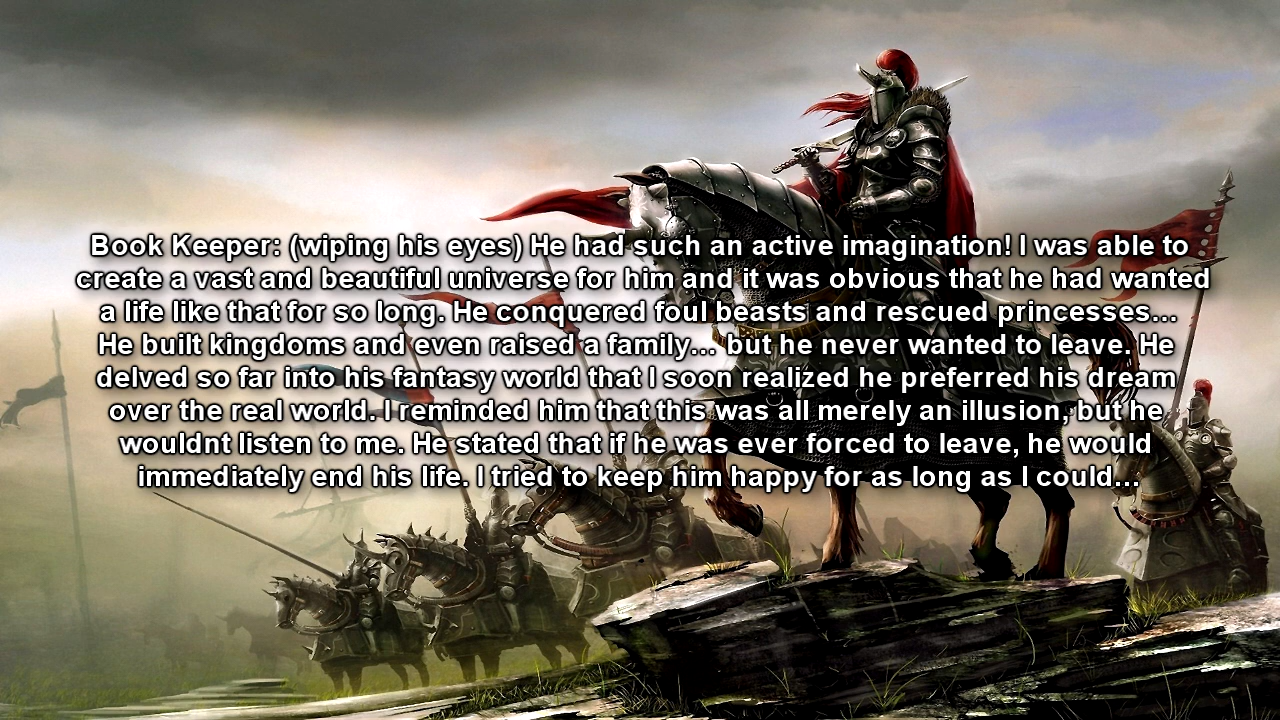 Book Keeper: (wiping his eyes) He had such an active imagination! I was able to
create a vast and beautiful universe for him and it was obvious that he had wanted
a life like that for so long. He conquered foul beasts and rescued princesses...
He built kingdoms and even raised a family... but he never wanted to leave. He
delved so far into his fantasy world that I soon realized he preferred his dream
over the real world. I reminded him that this was all merely an illusion, but he
wouldnt listen to me. He stated that if he was ever forced to leave, he would
immediately end his life. I tried to keep him happy for as long as I could...